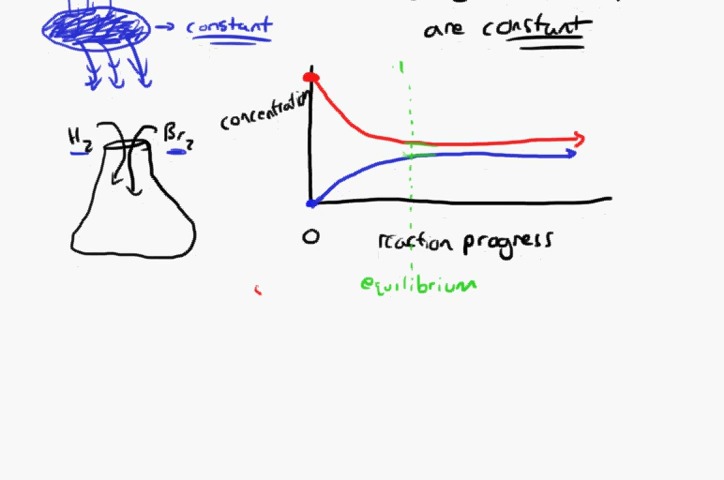 constant
are constant
concentration
H2
Br2
0
reaction progress
equilibrium